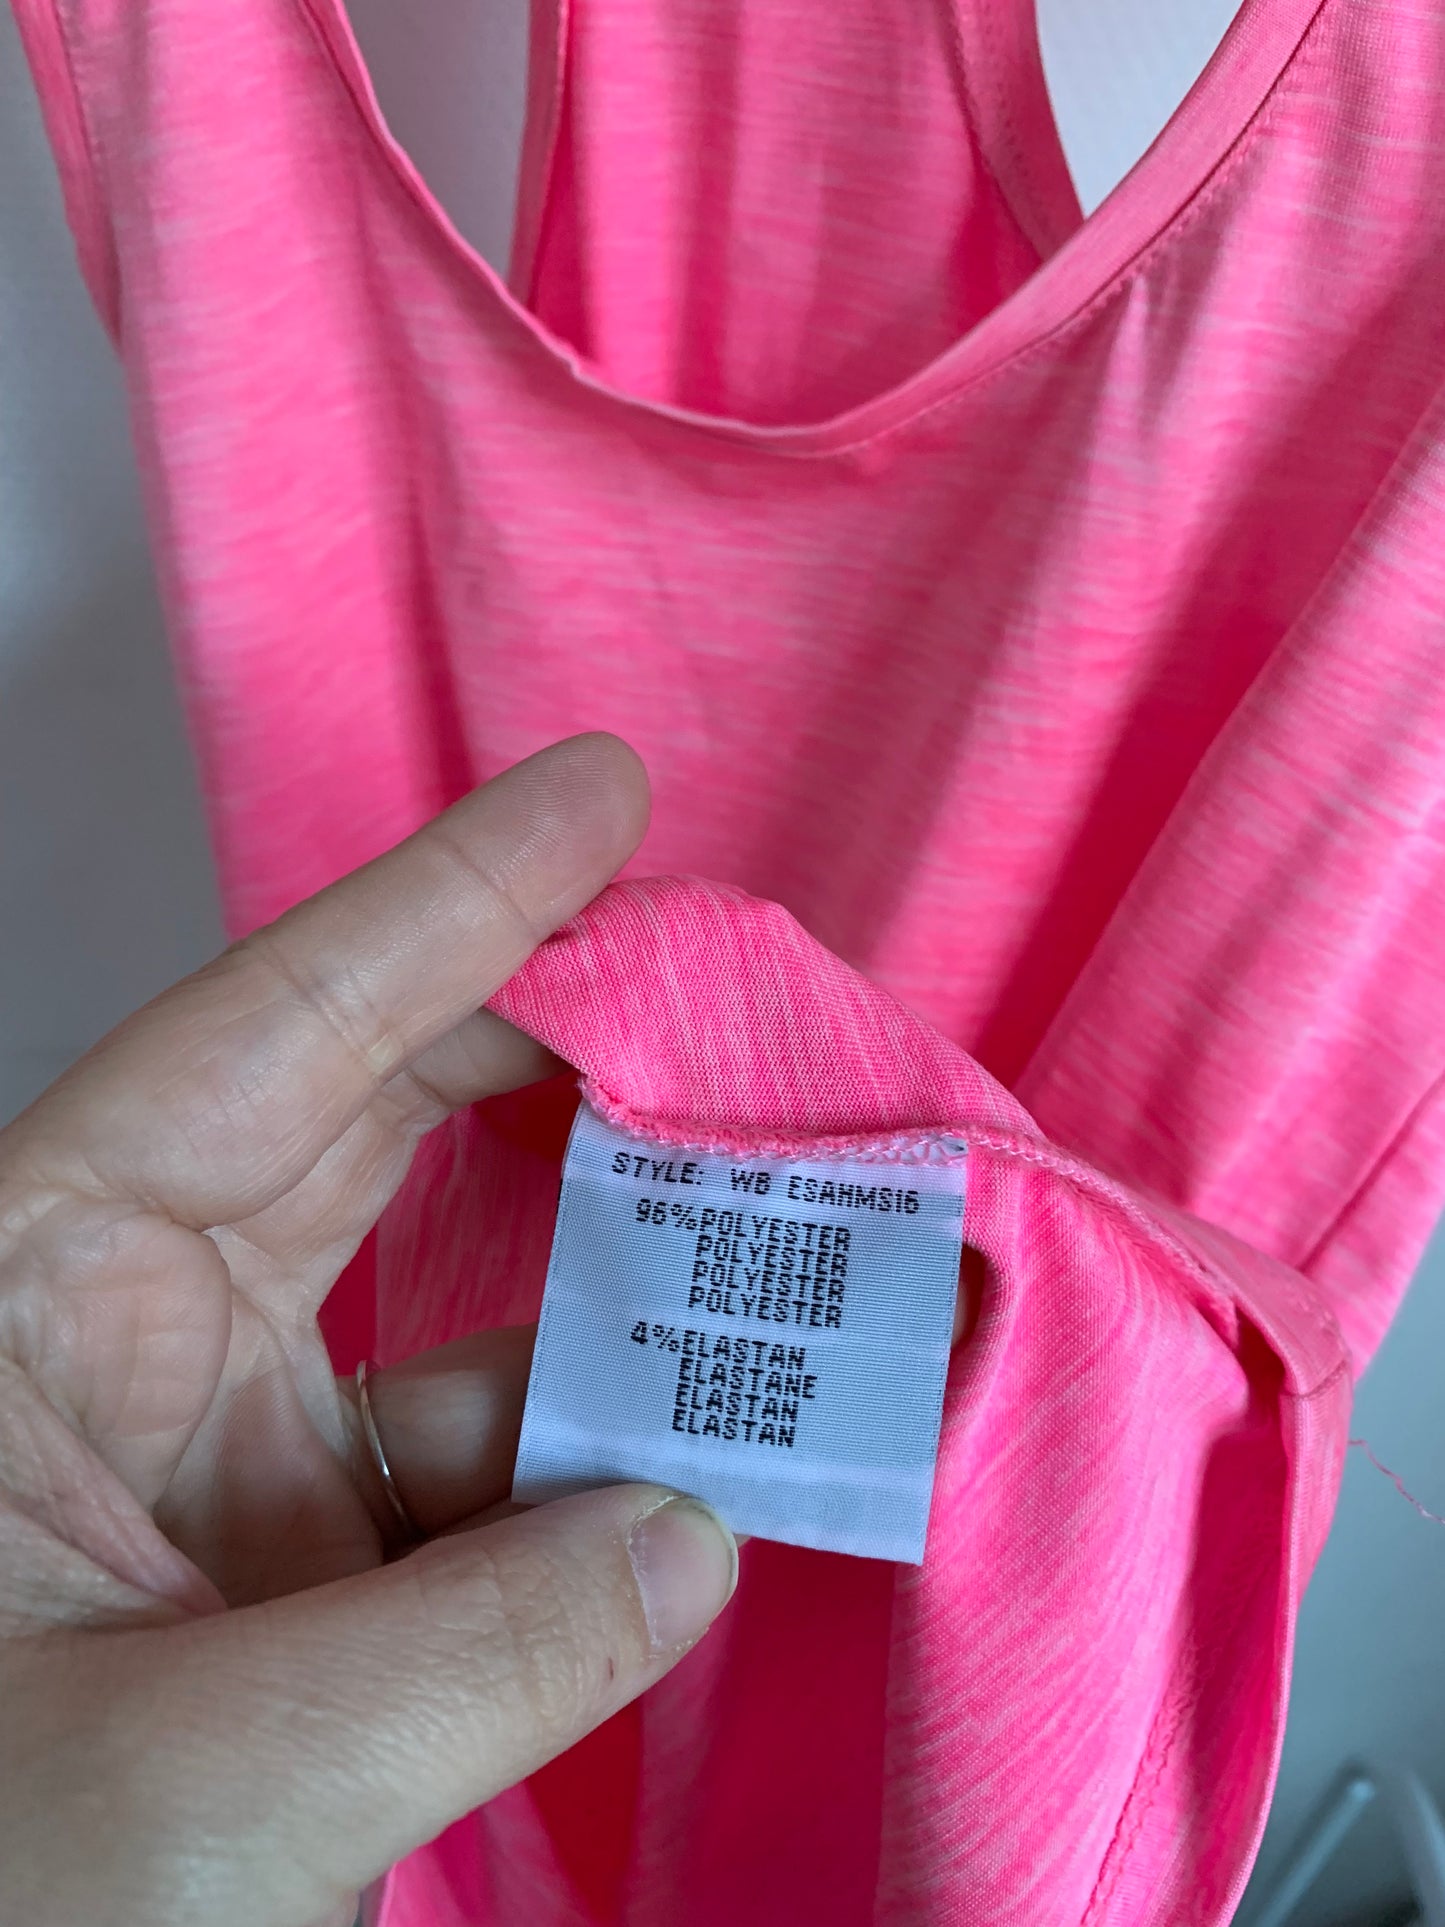 STYLE: WB ESAHMS16
96%POLYESTER
POLYESTER
POLYESTER
POLYESTER
4%ELASTAN
ELASTANE
ELASTAN
ELASTAN